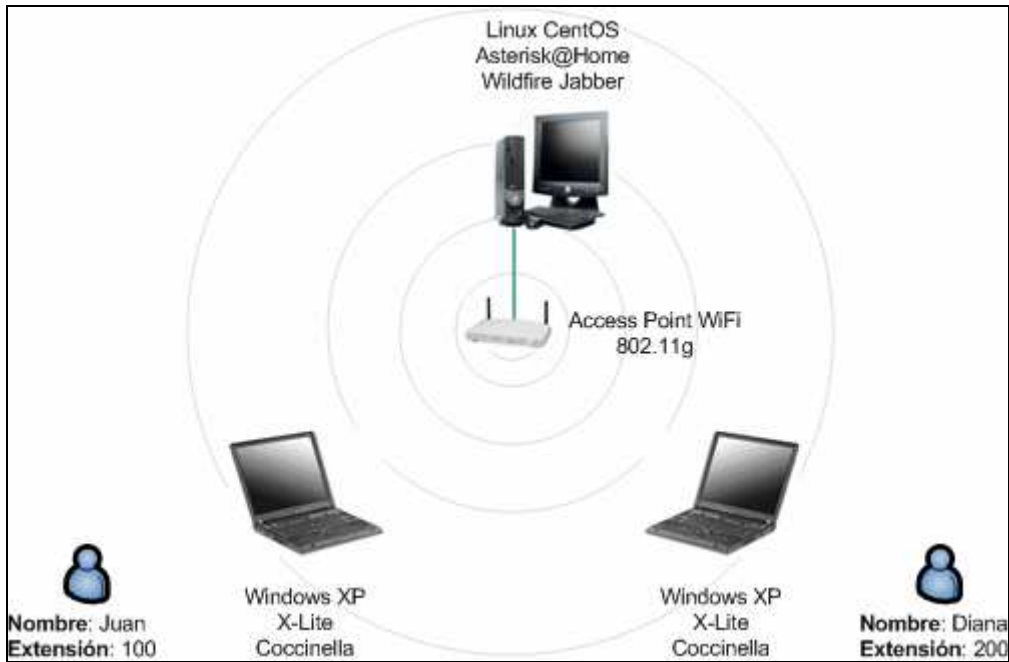 Linux CentOS
Asterisk@Home
Wildfire Jabber
Access Point WiFi
802.11g
Windows XP
X-Lite
Coccinella
Nombre: Juan
Extensión: 100
Windows XP
X-Lite
Coccinella
Nombre: Diana
Extensión: 200